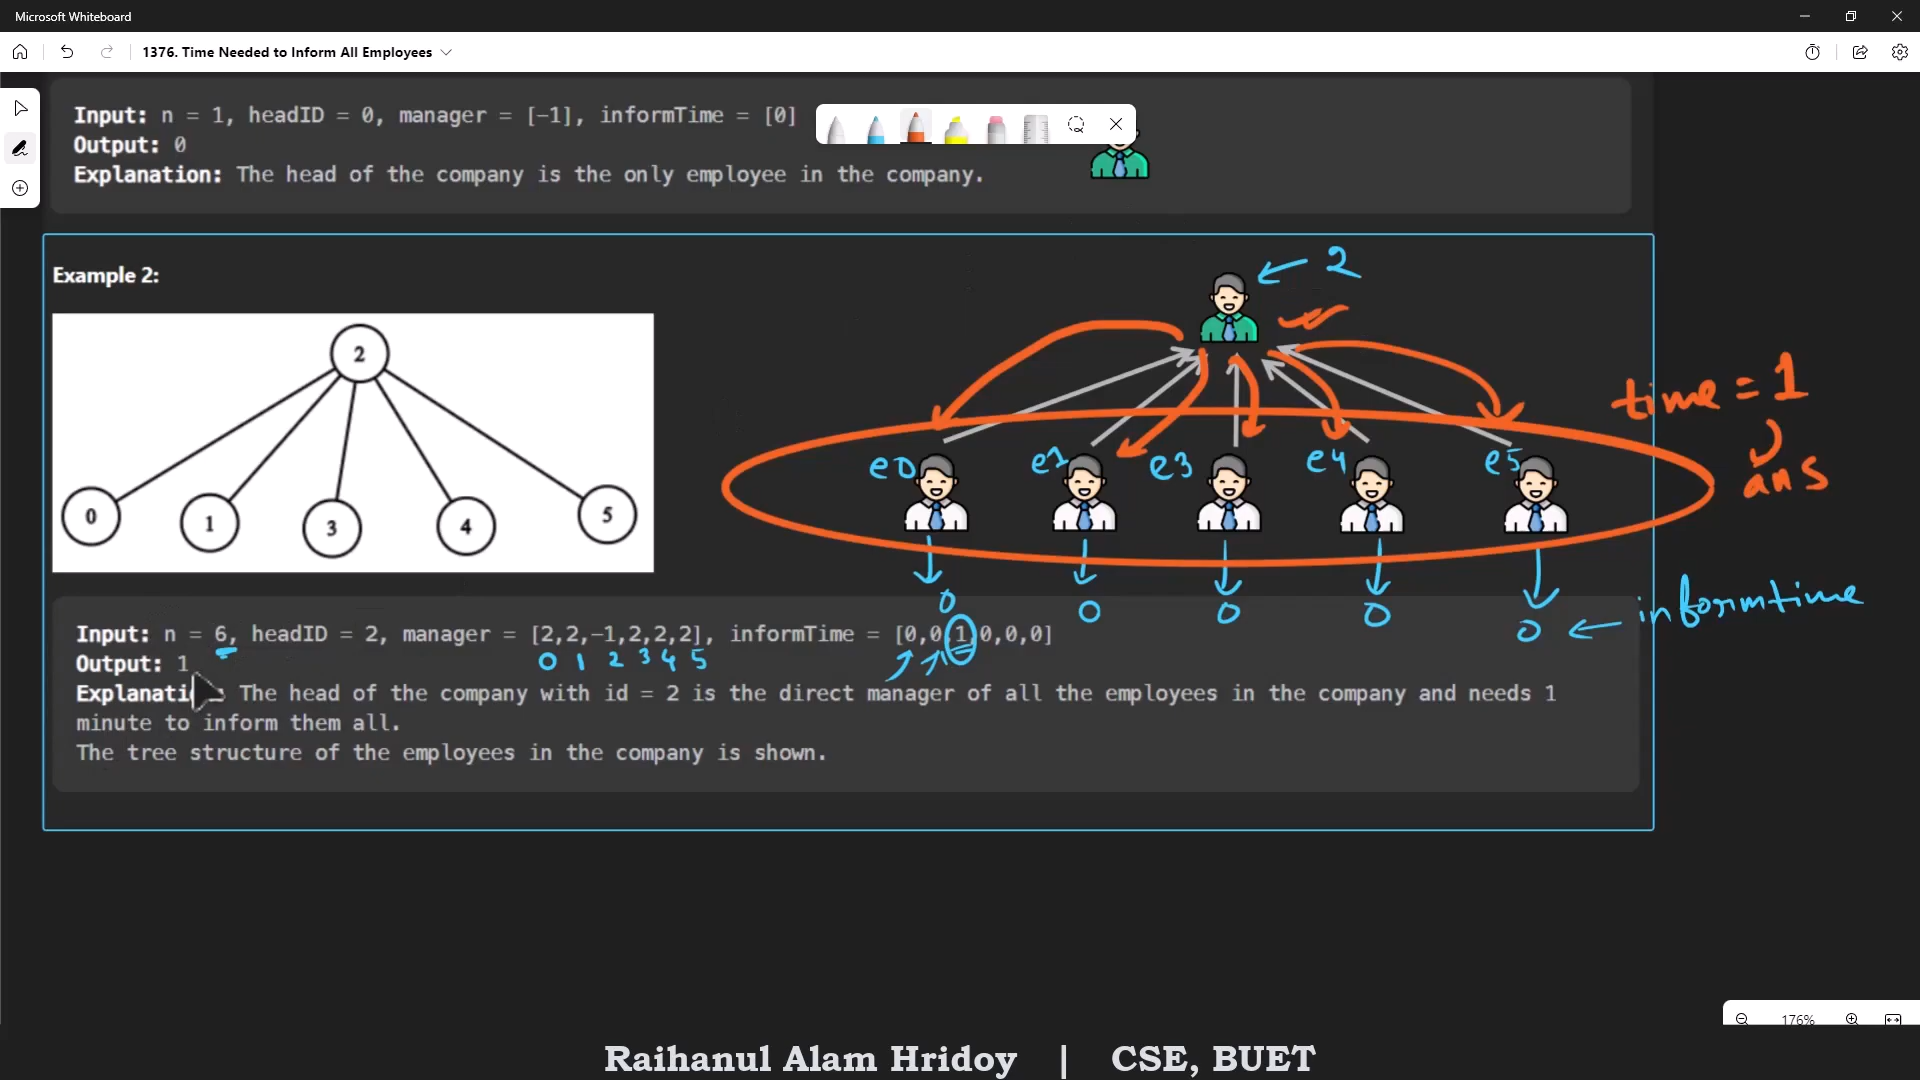 Microsoft Whiteboard
1376. Time Needed to Inform All Employees
Input: n = 1, headID = 0, manager = [-1], informTime = [0]
Output: 0
Explanation: The head of the company is the only employee in the company.
Example 2:
2
0 1 3 4 5
2
time = 1
ans
e0 e1 e3 e4 e5
0 0 0 0 0
informtime
Input: n = 6, headID = 2, manager = [2,2,-1,2,2,2], informTime = [0,0,1,0,0,0]
0 1 2 3 4 5
Output: 1
Explanati : The head of the company with id = 2 is the direct manager of all the employees in the company and needs 1
minute to inform them all.
The tree structure of the employees in the company is shown.
176%
Raihanul Alam Hridoy | CSE, BUET